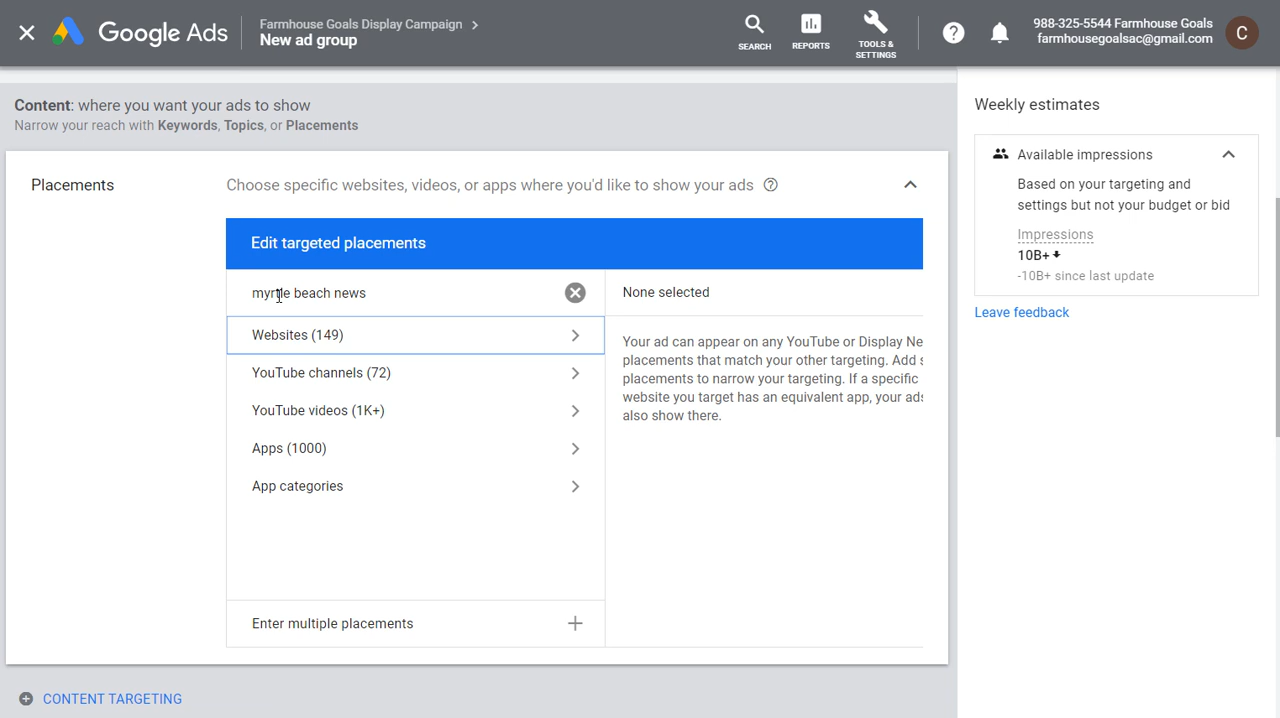 Google Ads
Farmhouse Goals Display Campaign
New ad group
SEARCH
REPORTS
TOOLS &
SETTINGS
988-325-5544 Farmhouse Goals
farmhousegoalsac@gmail.com
C
Content: where you want your ads to show
Narrow your reach with Keywords, Topics, or Placements
Placements
Choose specific websites, videos, or apps where you'd like to show your ads
Edit targeted placements
myrtle beach news
Websites (149)
YouTube channels (72)
YouTube videos (1K+)
Apps (1000)
App categories
Enter multiple placements
None selected
Your ad can appear on any YouTube or Display Ne
placements that match your other targeting. Add
placements to narrow your targeting. If a specific
website you target has an equivalent app, your ads
also show there.
CONTENT TARGETING
Weekly estimates
Available impressions
Based on your targeting and
settings but not your budget or bid
Impressions
10B+
-10B+ since last update
Leave feedback